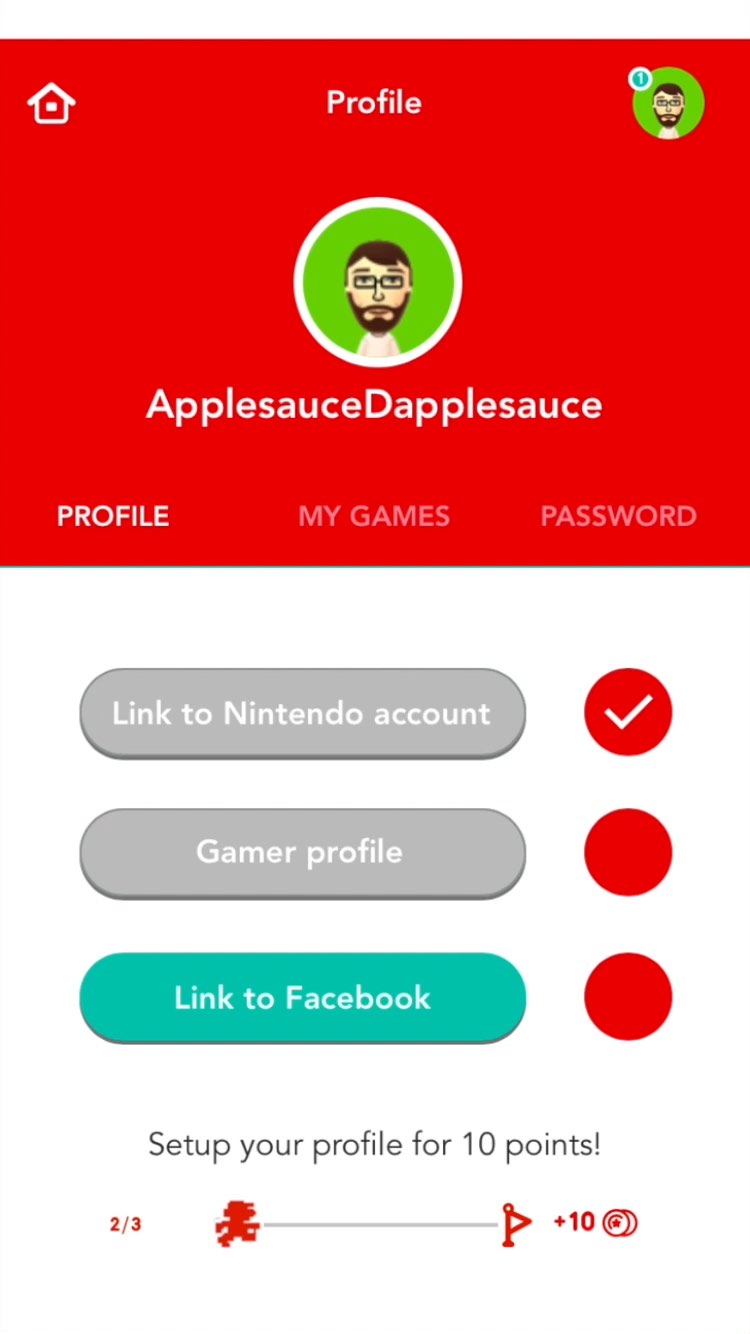 Profile
1
ApplesauceDapplesauce
PROFILE MY GAMES PASSWORD
Link to Nintendo account
Gamer profile
Link to Facebook
Setup your profile for 10 points!
2/3 +10